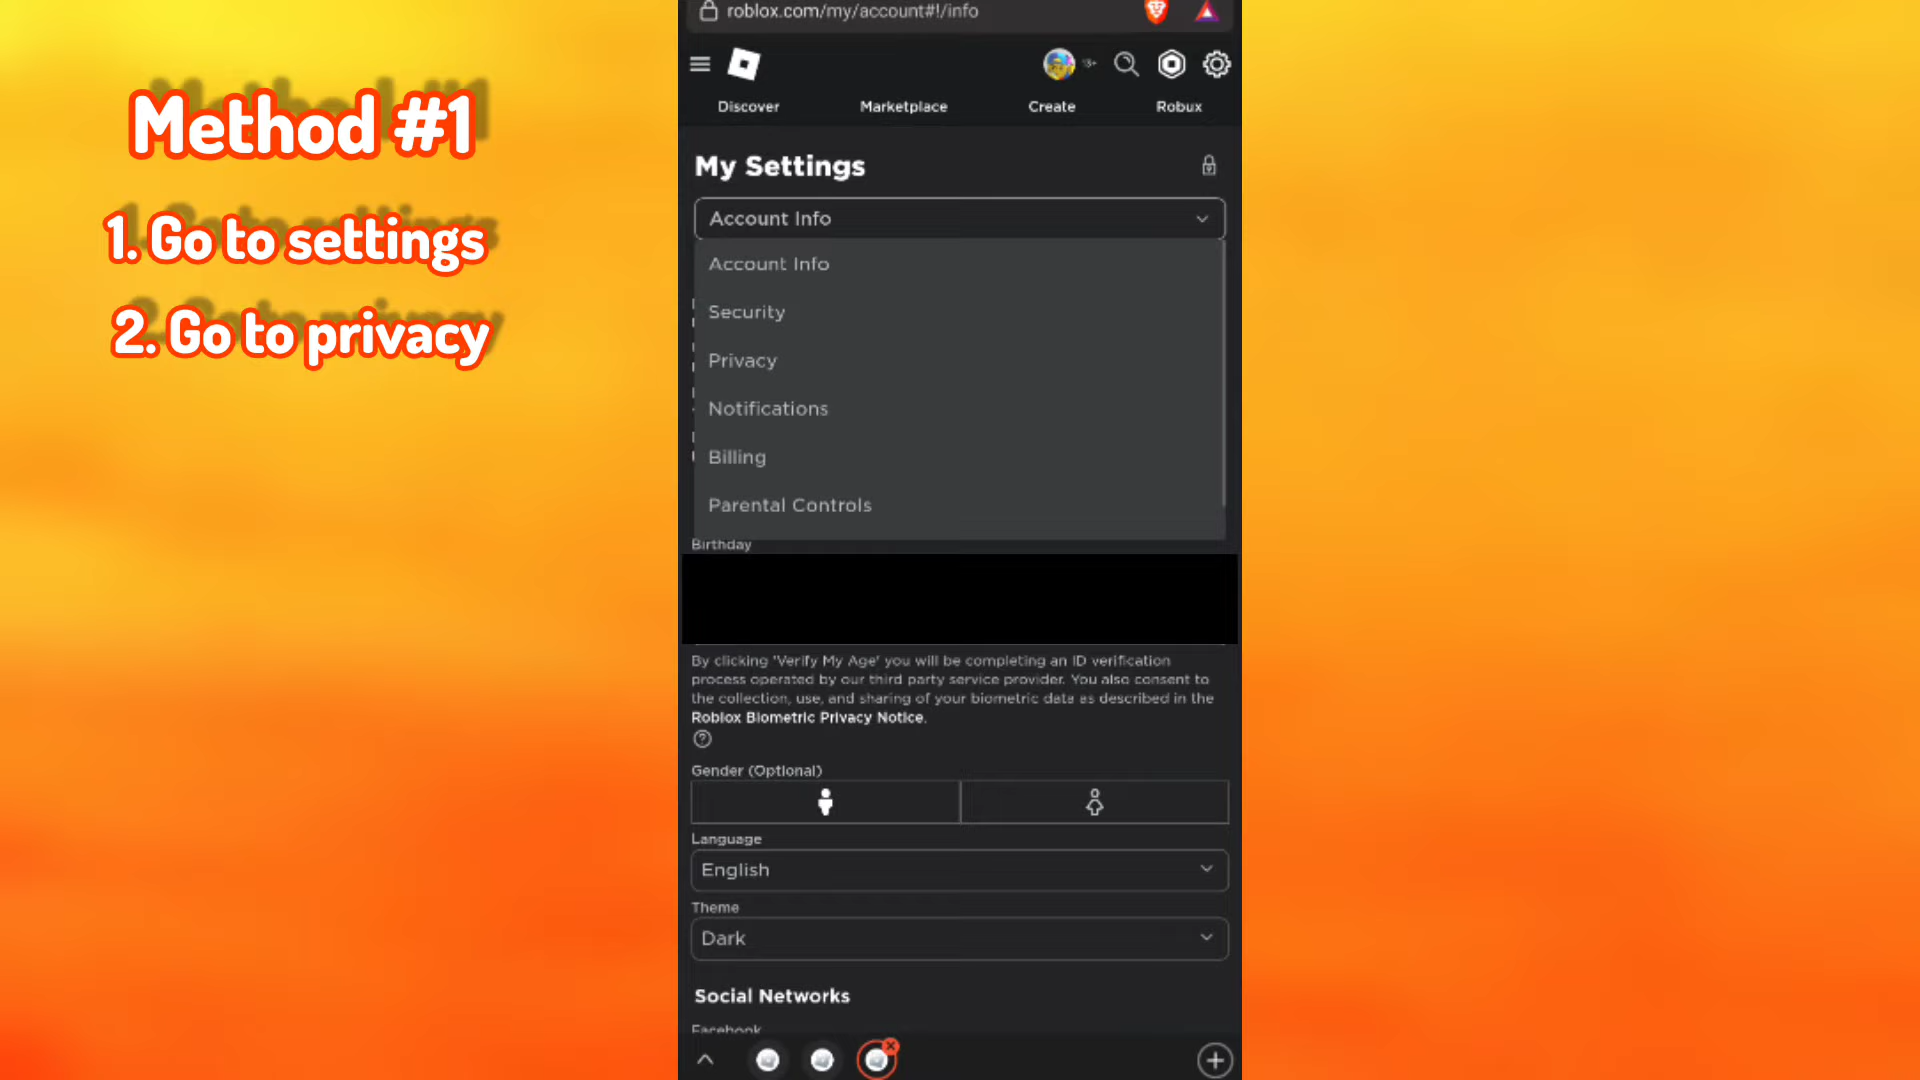 Method #1
1. Go to settings
2. Go to privacy
roblox.com/my/account#!/info
13+
Discover
Marketplace
Create
Robux
My Settings
Account Info
Account Info
Security
Privacy
Notifications
Billing
Parental Controls
Birthday
By clicking 'Verify My Age' you will be completing an ID verification
process operated by our third party service provider. You also consent to
the collection, use, and sharing of your biometric data as described in the
Roblox Biometric Privacy Notice.
Gender (Optional)
Language
English
Theme
Dark
Social Networks
Facebook